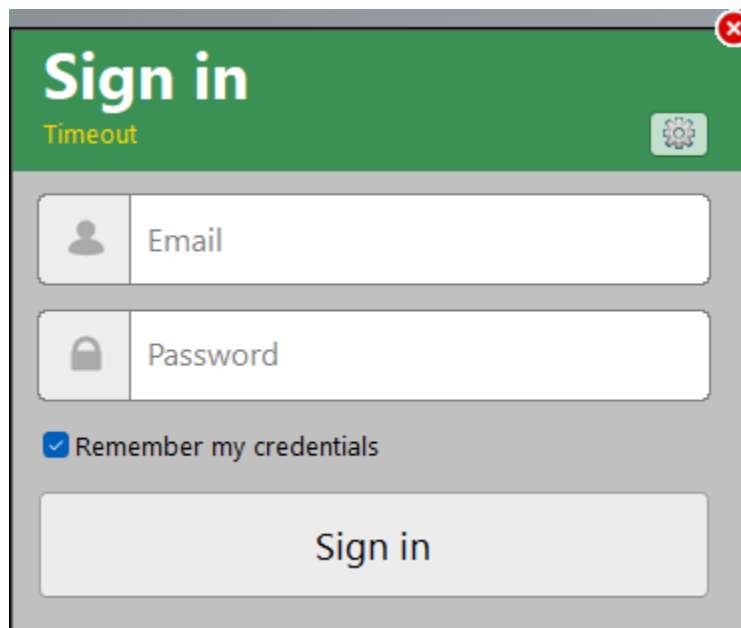 Sign in
Timeout
Email
Password
Remember my credentials
Sign in